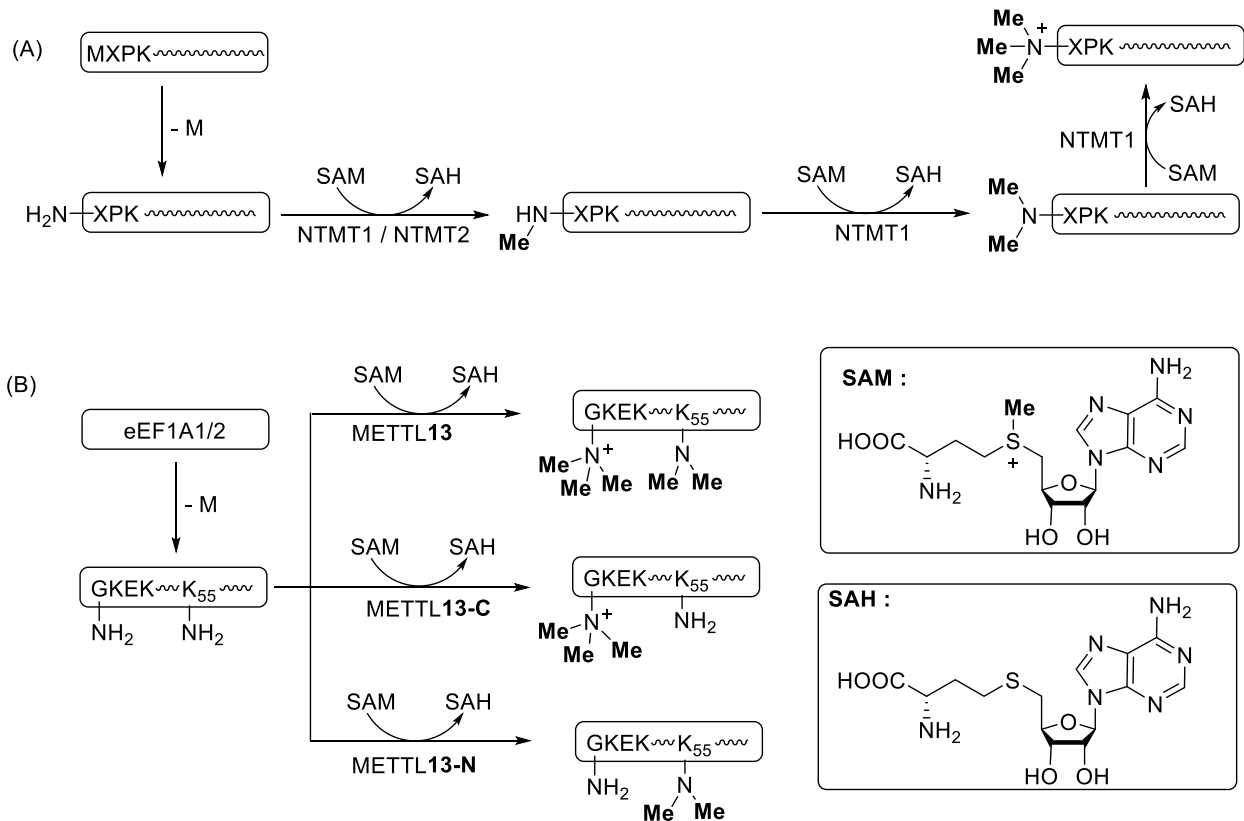 (A)
MXPK
- M
H₂N XPK
SAM SAH
NTMT1 / NTMT2
HN XPK
Me
SAM SAH
NTMT1
Me
N XPK
Me
SAH
NTMT1
SAM
Me
Me N+ XPK
Me
(B)
eEF1A1/2
- M
GKEK K₅₅
NH₂ NH₂
SAM SAH
METTL13
GKEK K₅₅
Me N+ N
Me Me Me Me
SAM SAH
METTL13-C
GKEK K₅₅
Me N+ NH₂
Me Me
SAM SAH
METTL13-N
GKEK K₅₅
NH₂ N
Me Me
SAM :
NH₂
Me N N
HOOC S+ N N
NH₂ O
HO OH
SAH :
NH₂
N N
HOOC S N N
NH₂ O
HO OH